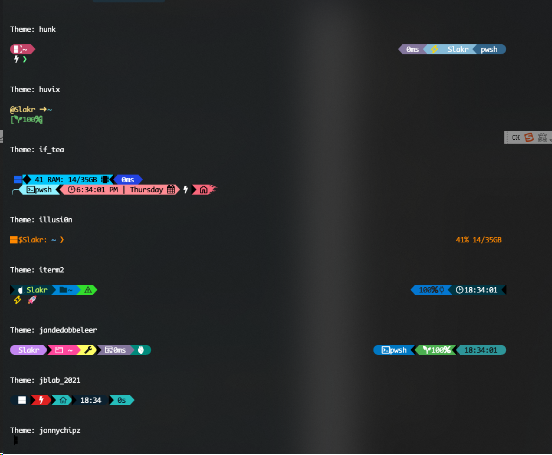 Theme: hunk
~ 0ms Slakr pwsh
❯
Theme: huvix
@Slakr ➜~
[100%]
Theme: if_tea
41 RAM: 14/35GB 0ms
pwsh 6:34:01 PM | Thursday
Theme: illusi0n
$Slakr: ~ ❯ 41% 14/35GB
Theme: iterm2
Slakr ~ 100% 18:34:01
Theme: jandedobbeleer
Slakr ~ 20ms pwsh 100% 18:34:01
Theme: jblab_2021
18:34 0s
Theme: jonnychipz